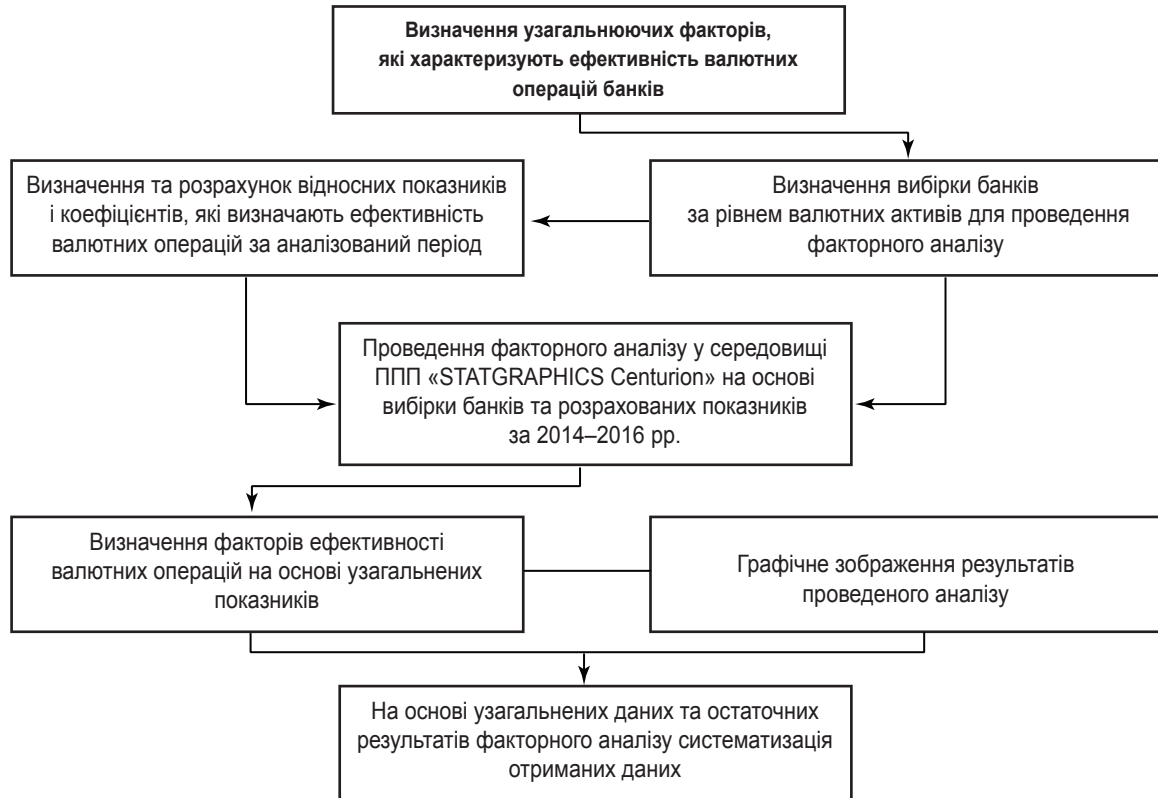 Визначення узагальнюючих факторів,
які характеризують ефективність валютних
операцій банків
Визначення та розрахунок відносних показників
і коефіцієнтів, які визначають ефективність
валютних операцій за аналізований період
Визначення вибірки банків
за рівнем валютних активів для проведення
факторного аналізу
Проведення факторного аналізу у середовищі
ППП «STATGRAPHICS Centurion» на основі
вибірки банків та розрахованих показників
за 2014–2016 рр.
Визначення факторів ефективності
валютних операцій на основі узагальнених
показників
Графічне зображення результатів
проведеного аналізу
На основі узагальнених даних та остаточних
результатів факторного аналізу систематизація
отриманих даних